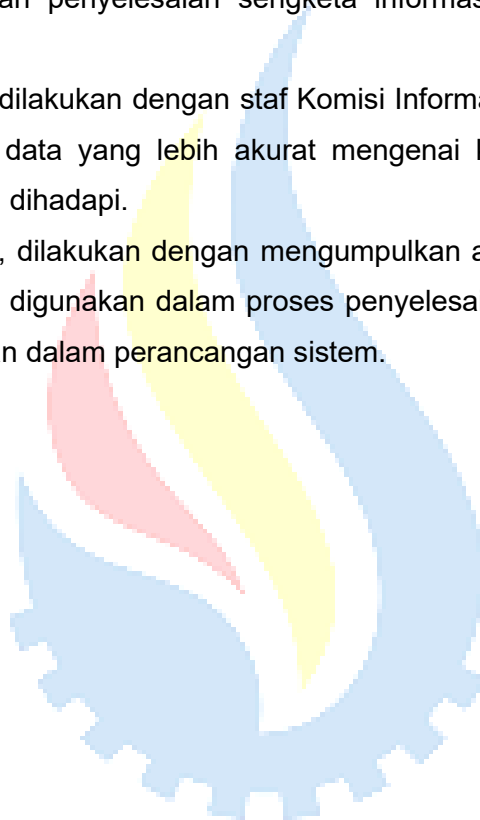 an penyelesaian sengketa informas
dilakukan dengan staf Komisi Informa
data yang lebih akurat mengenai
dihadapi.
, dilakukan dengan mengumpulkan a
digunakan dalam proses penyelesa
n dalam perancangan sistem.